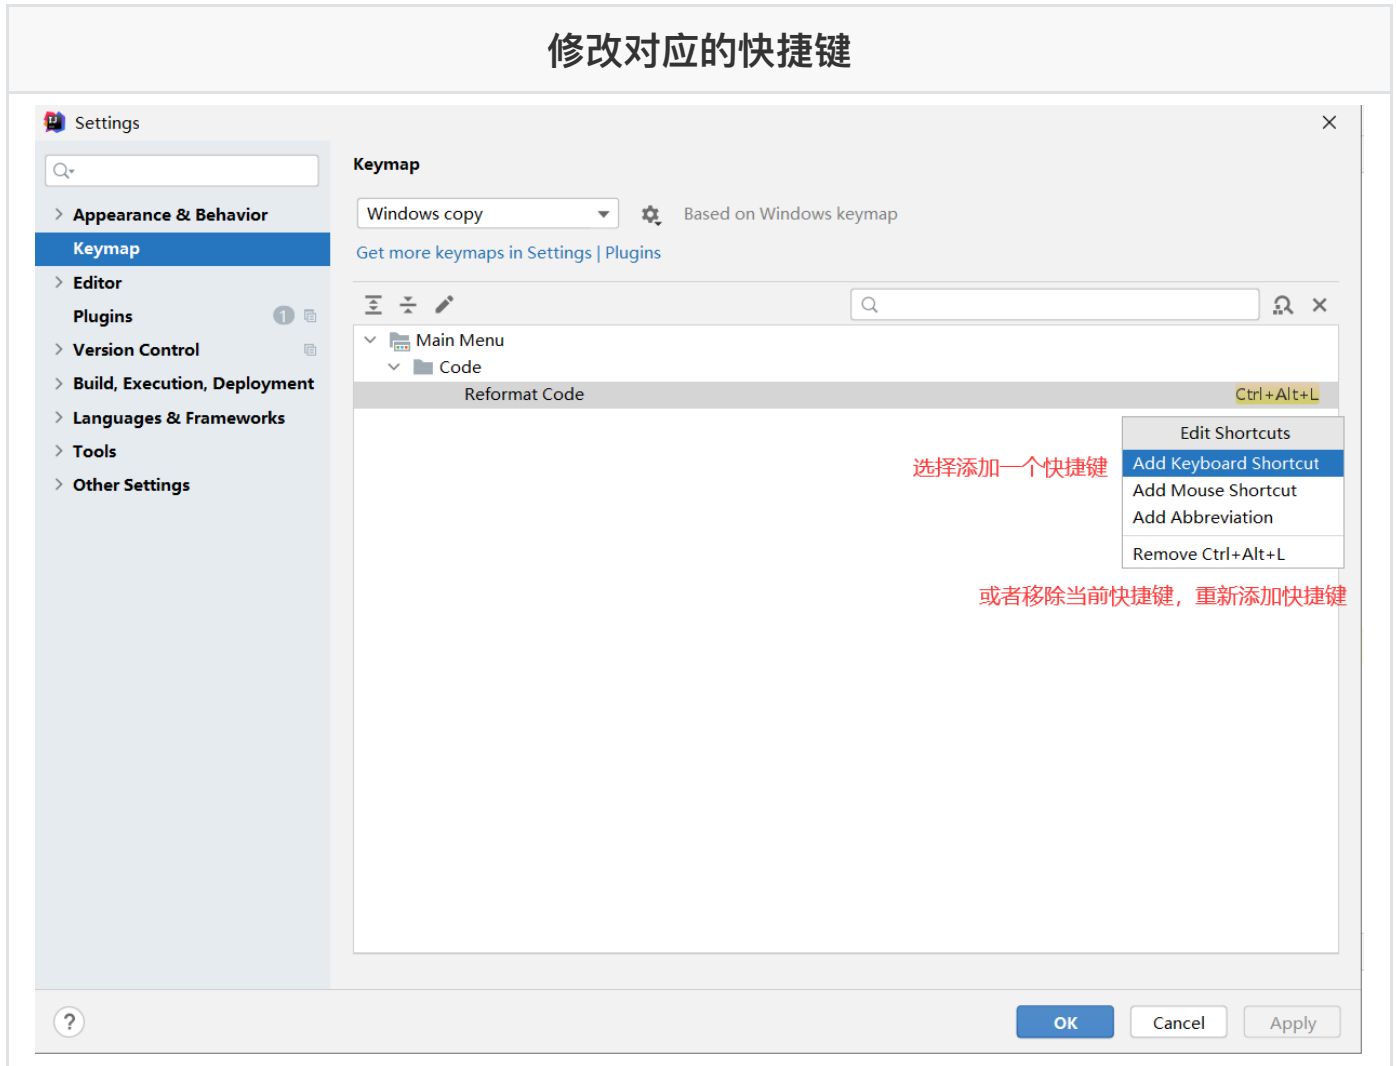 修改对应的快捷键
Settings
Keymap
Appearance & Behavior
Windows copy
Based on Windows keymap
Keymap
Get more keymaps in Settings | Plugins
Editor
Plugins
1
Version Control
Main Menu
Code
Build, Execution, Deployment
Reformat Code
Ctrl+Alt+L
Languages & Frameworks
Edit Shortcuts
Tools
选择添加一个快捷键
Add Keyboard Shortcut
Other Settings
Add Mouse Shortcut
Add Abbreviation
Remove Ctrl+Alt+L
或者移除当前快捷键，重新添加快捷键
?
OK
Cancel
Apply